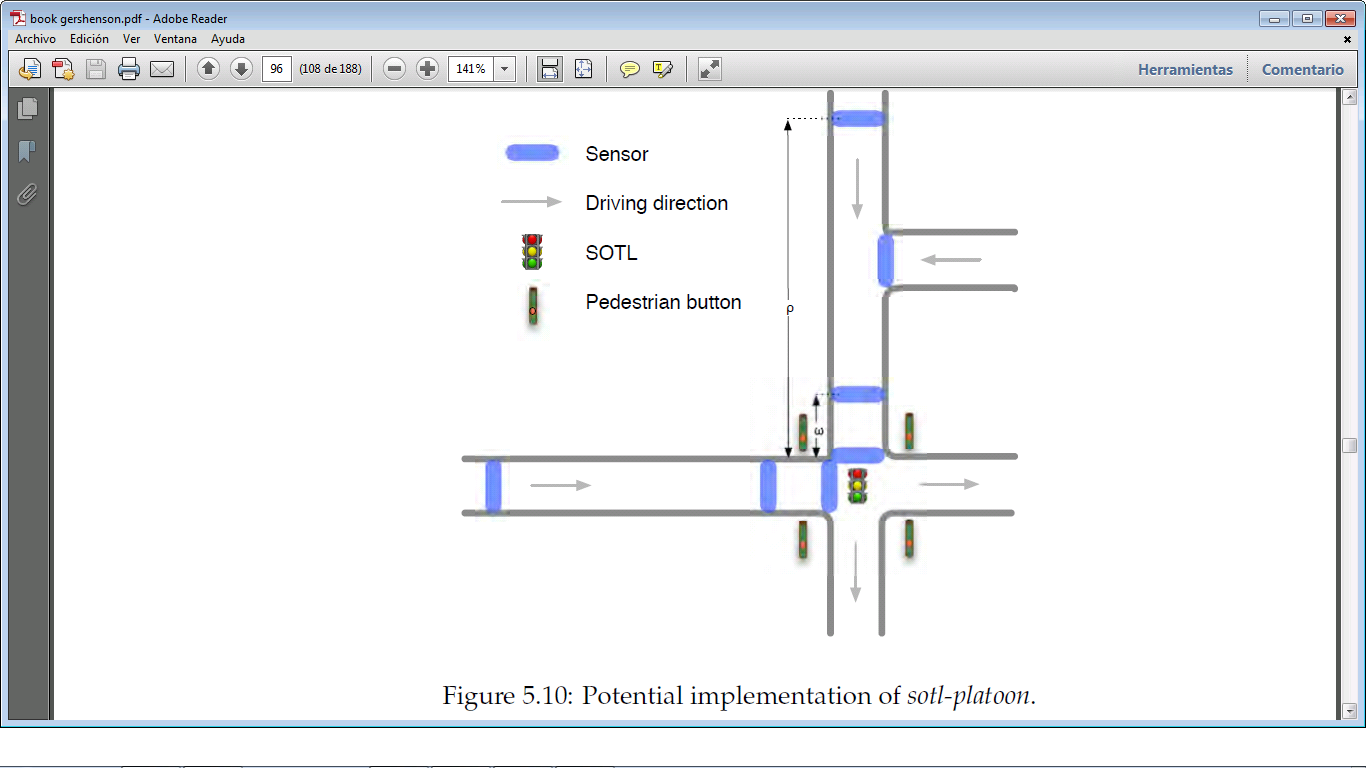 book gershenson.pdf - Adobe Reader
Archivo Edición Ver Ventana Ayuda
96 (108 de 188) 141% Herramientas Comentario
Sensor
Driving direction
SOTL
Pedestrian button
ρ
ω
Figure 5.10: Potential implementation of sotl-platoon.